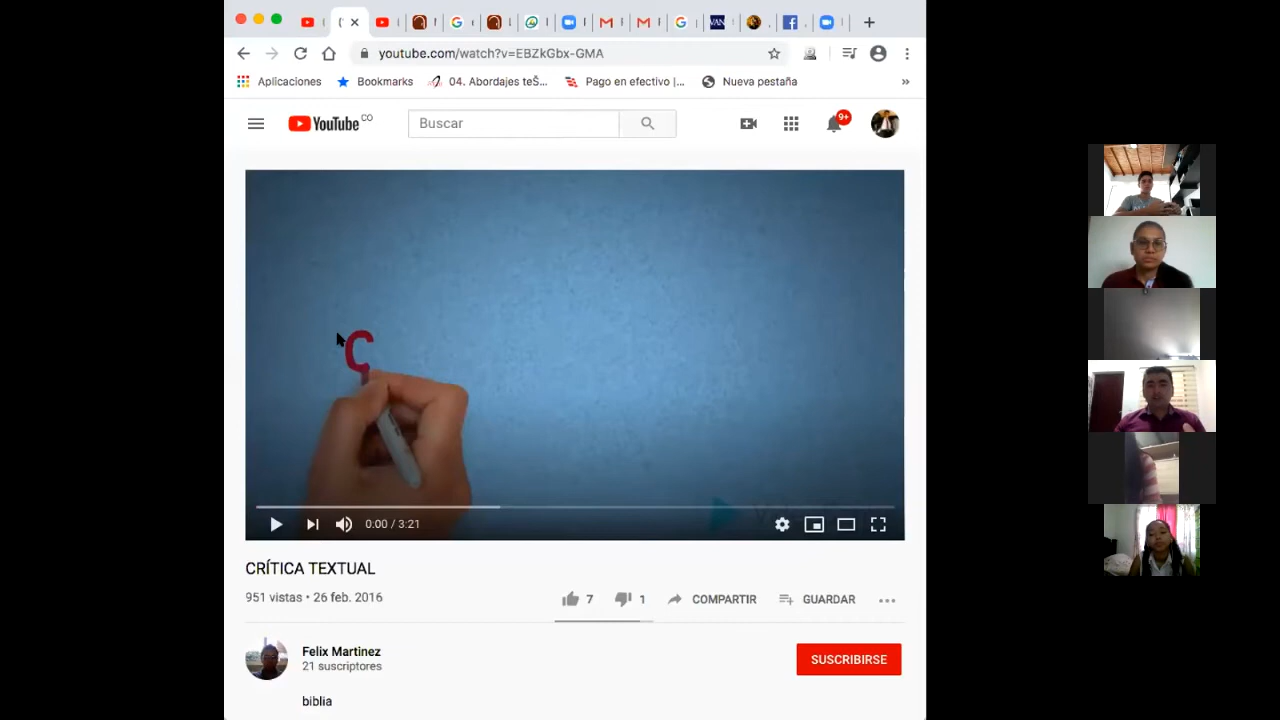 youtube.com/watch?v=EBZkGbx-GMA
Aplicaciones Bookmarks 04. Abordajes teŠ... Pago en efectivo |... Nueva pestaña »
YouTube CO Buscar 9+
C
0:00 / 3:21
CRÍTICA TEXTUAL
951 vistas • 26 feb. 2016 7 1 COMPARTIR GUARDAR
Felix Martinez
21 suscriptores
SUSCRIBIRSE
biblia